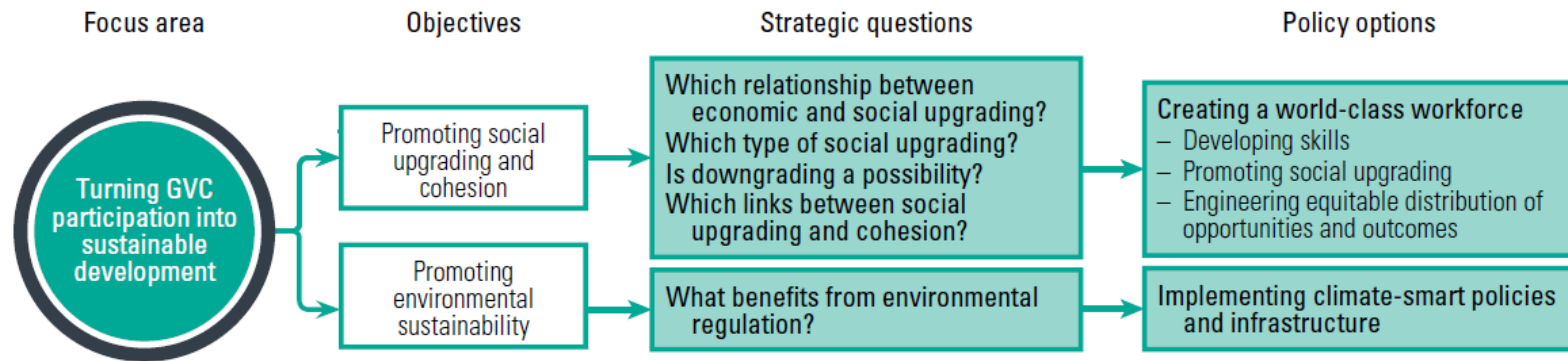 Focus area
Objectives
Strategic questions
Policy options
Turning GVC
participation into
sustainable
development
Promoting social
upgrading and
cohesion
Which relationship between
economic and social upgrading?
Which type of social upgrading?
Is downgrading a possibility?
Which links between social
upgrading and cohesion?
Creating a world-class workforce
– Developing skills
– Promoting social upgrading
– Engineering equitable distribution of
opportunities and outcomes
Promoting
environmental
sustainability
What benefits from environmental
regulation?
Implementing climate-smart policies
and infrastructure